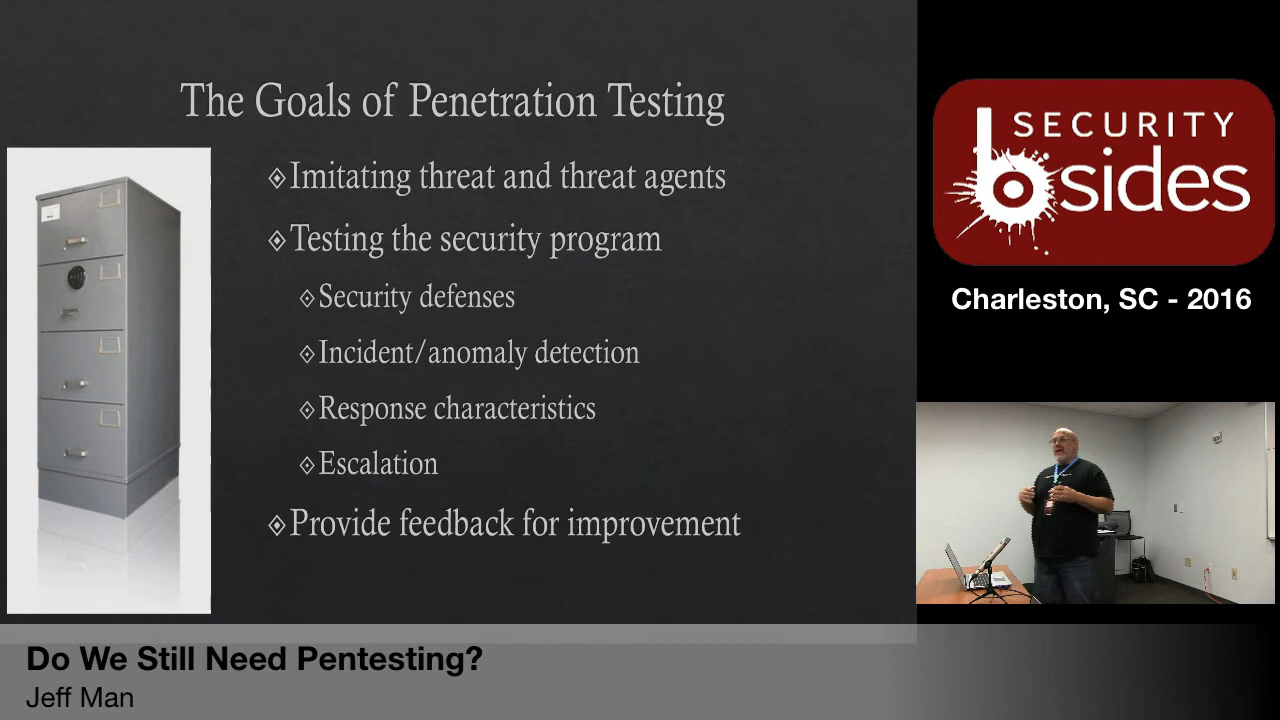 The Goals of Penetration Testing
Imitating threat and threat agents
Testing the security program
Security defenses
Incident/anomaly detection
Response characteristics
Escalation
Provide feedback for improvement
SECURITY
bsides
Charleston, SC - 2016
Do We Still Need Pentesting?
Jeff Man